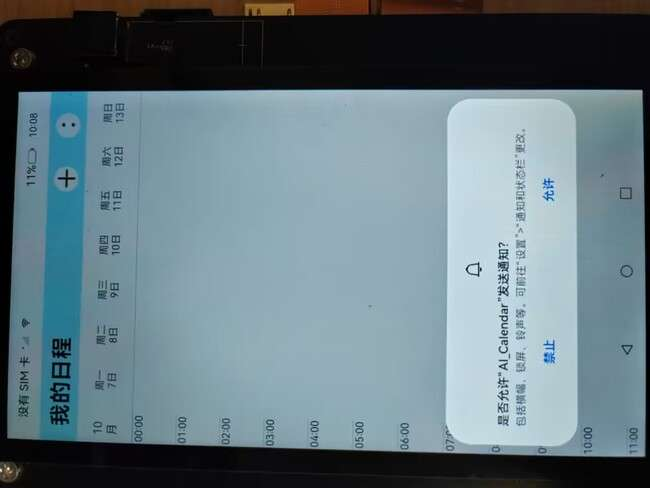 没有 SIM 卡
11%
10:08
我的日程
10
月
周一
7日
周二
8日
周三
9日
周四
10日
周五
11日
周六
12日
周日
13日
00:00
01:00
02:00
03:00
04:00
05:00
06:00
是否允许“AI_Calendar”发送通知?
包括横幅、锁屏、铃声等。可前往“设置”>“通知和状态栏”更改。
禁止
允许
10:00
11:00